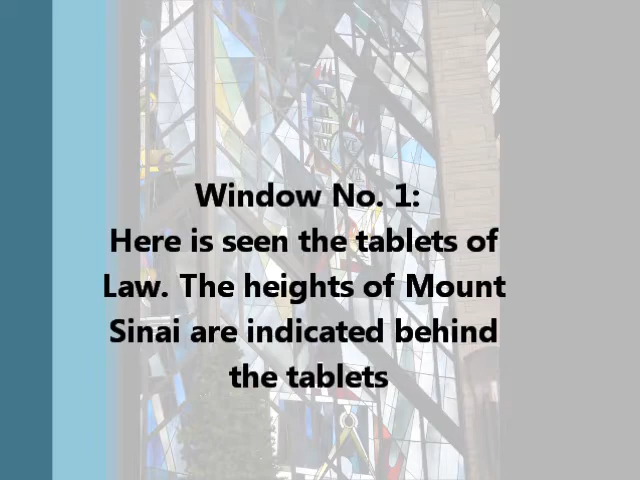 Window No. 1:
Here is seen the tablets of
Law. The heights of Mount
Sinai are indicated behind
the tablets